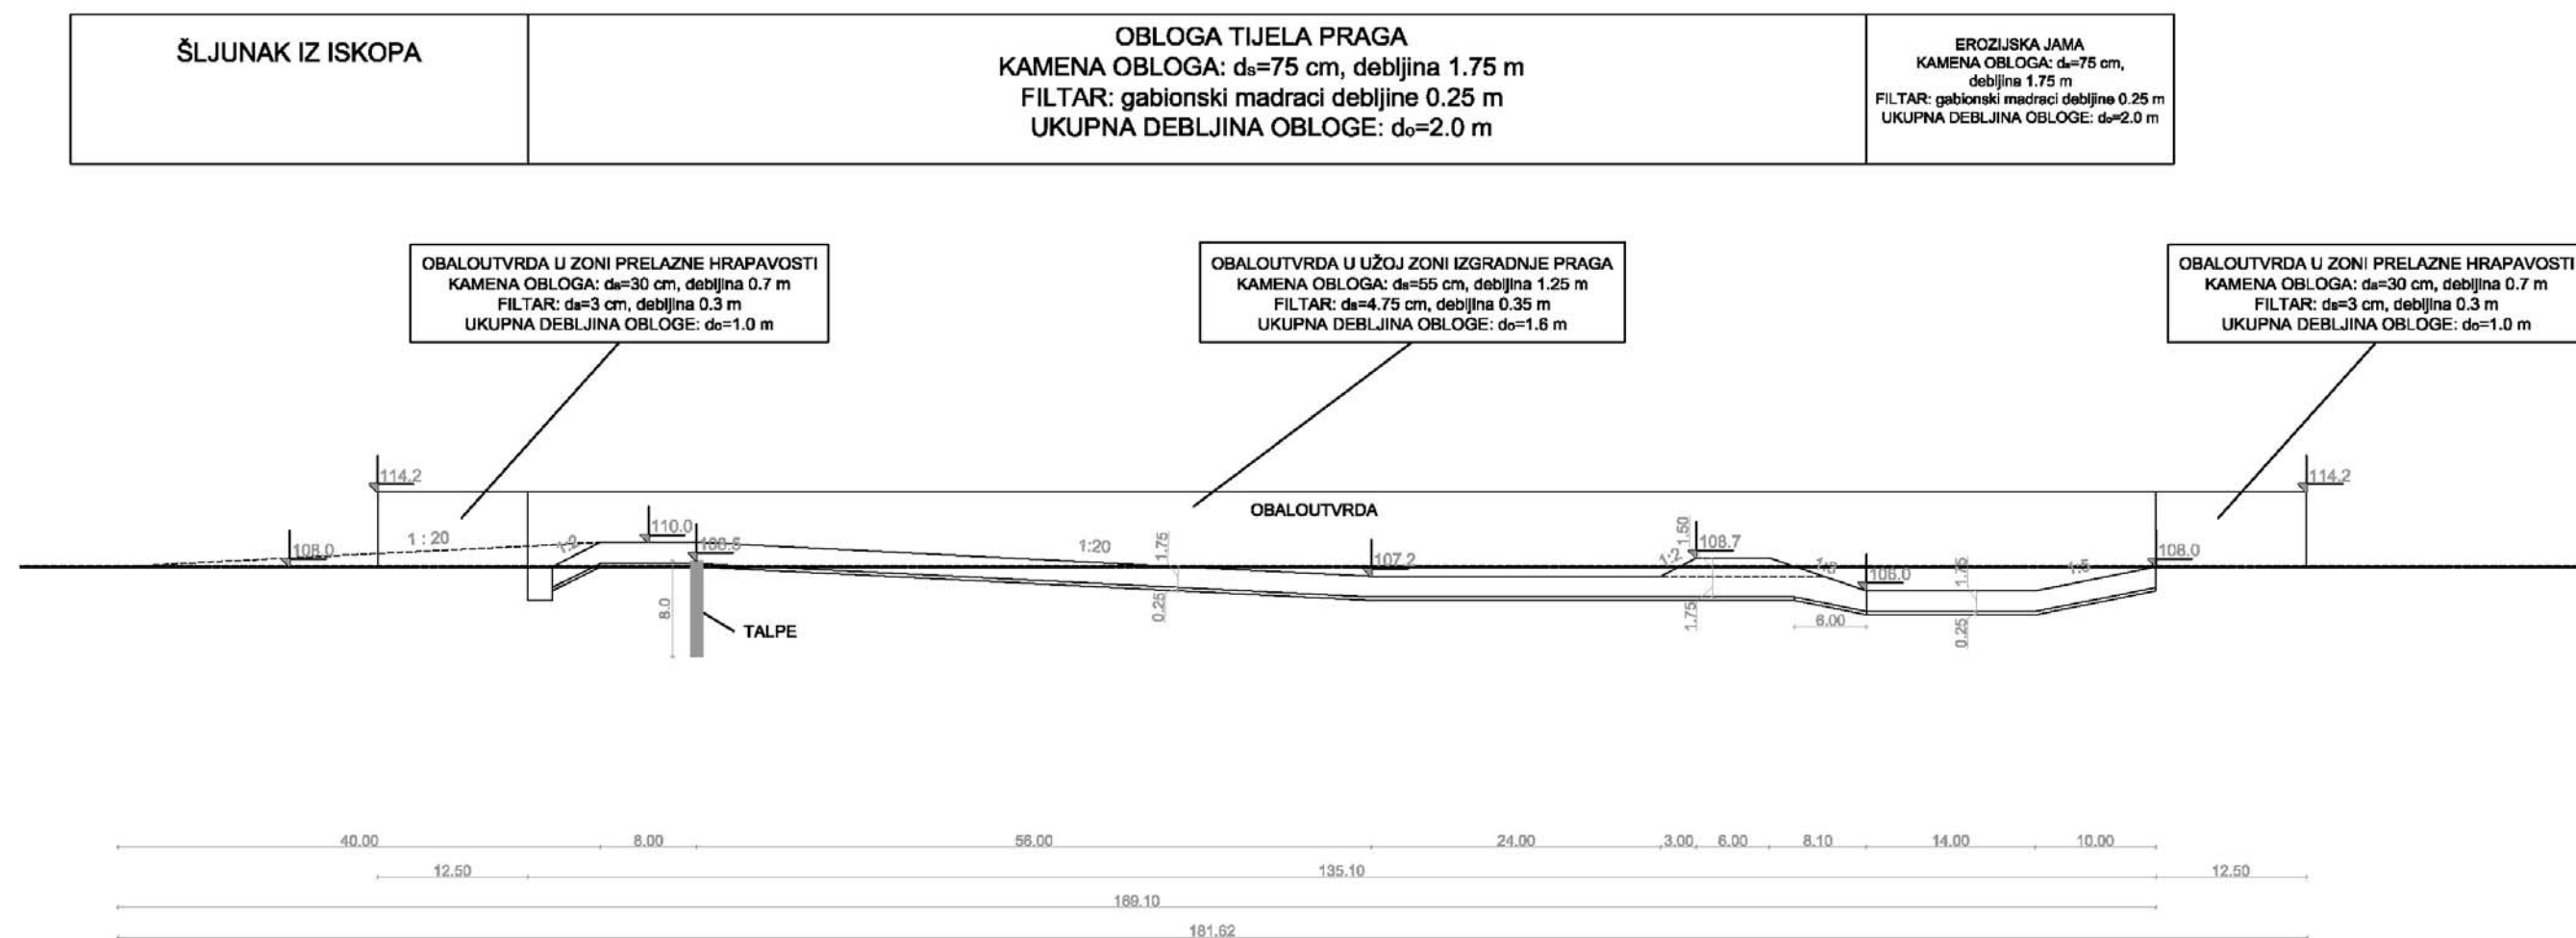 ŠLJUNAK IZ ISKOPA
OBLOGA TIJELA PRAGA
KAMENA OBLOGA: ds=75 cm, debljina 1.75 m
FILTAR: gabionski madraci debljine 0.25 m
UKUPNA DEBLJINA OBLOGE: do=2.0 m
EROZIJSKA JAMA
KAMENA OBLOGA: ds=75 cm,
debljina 1.75 m
FILTAR: gabionski madraci debljine 0.25 m
UKUPNA DEBLJINA OBLOGE: do=2.0 m
OBALOUTVRDA U ZONI PRELAZNE HRAPAVOSTI
KAMENA OBLOGA: ds=30 cm, debljina 0.7 m
FILTAR: ds=3 cm, debljina 0.3 m
UKUPNA DEBLJINA OBLOGE: do=1.0 m
OBALOUTVRDA U UŽOJ ZONI IZGRADNJE PRAGA
KAMENA OBLOGA: ds=55 cm, debljina 1.25 m
FILTAR: ds=4.75 cm, debljina 0.35 m
UKUPNA DEBLJINA OBLOGE: do=1.6 m
OBALOUTVRDA U ZONI PRELAZNE HRAPAVOSTI
KAMENA OBLOGA: ds=30 cm, debljina 0.7 m
FILTAR: ds=3 cm, debljina 0.3 m
UKUPNA DEBLJINA OBLOGE: do=1.0 m
114.2
114.2
OBALOUTVRDA
108.0
1 : 20
1:2
110.0
1:20
1.75
0.25
107.2
1:2
1.50
108.7
1.75
106.0
1.75
0.25
1:5
108.0
8.0
TALPE
6.00
40.00
8.00
56.00
24.00
3.00
6.00
8.10
14.00
10.00
12.50
135.10
12.50
169.10
181.62